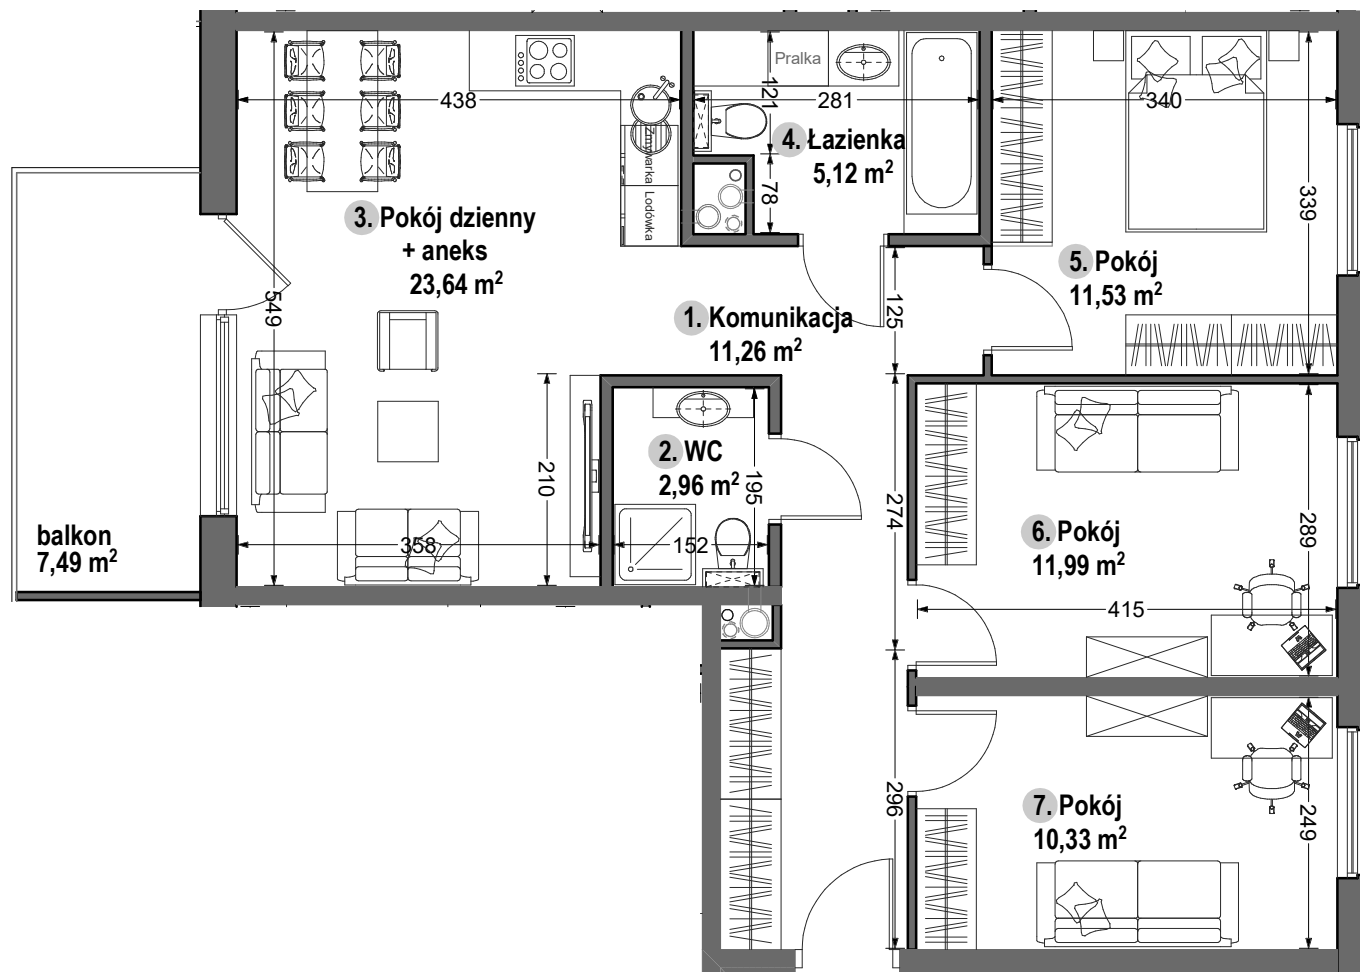 438
549
3. Pokój dzienny
+ aneks
23,64 m²
Zmywarka
Lodówka
Pralka
121
281
4. Łazienka
5,12 m²
78
340
339
5. Pokój
11,53 m²
1. Komunikacja
11,26 m²
125
2. WC
2,96 m²
195
152
210
358
balkon
7,49 m²
274
6. Pokój
11,99 m²
289
415
296
7. Pokój
10,33 m²
249